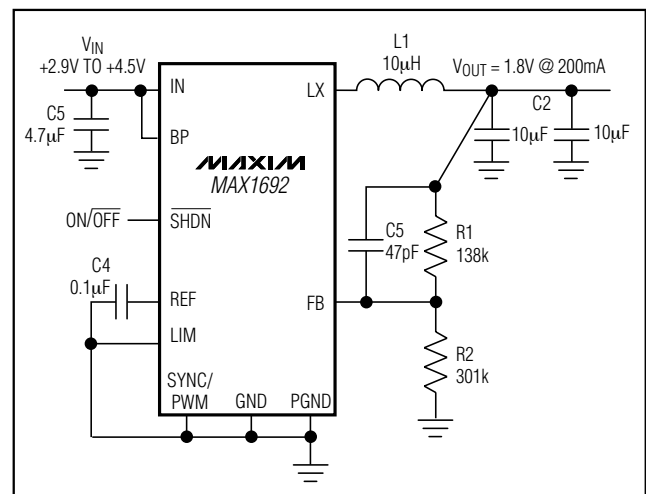 VIN
+2.9V TO +4.5V
C5
4.7µF
IN
BP
LX
L1
10µH
VOUT = 1.8V @ 200mA
C2
10µF
10µF
MAXIM
MAX1692
ON/OFF
SHDN
C4
0.1µF
REF
LIM
FB
C5
47pF
R1
138k
R2
301k
SYNC/
PWM
GND
PGND